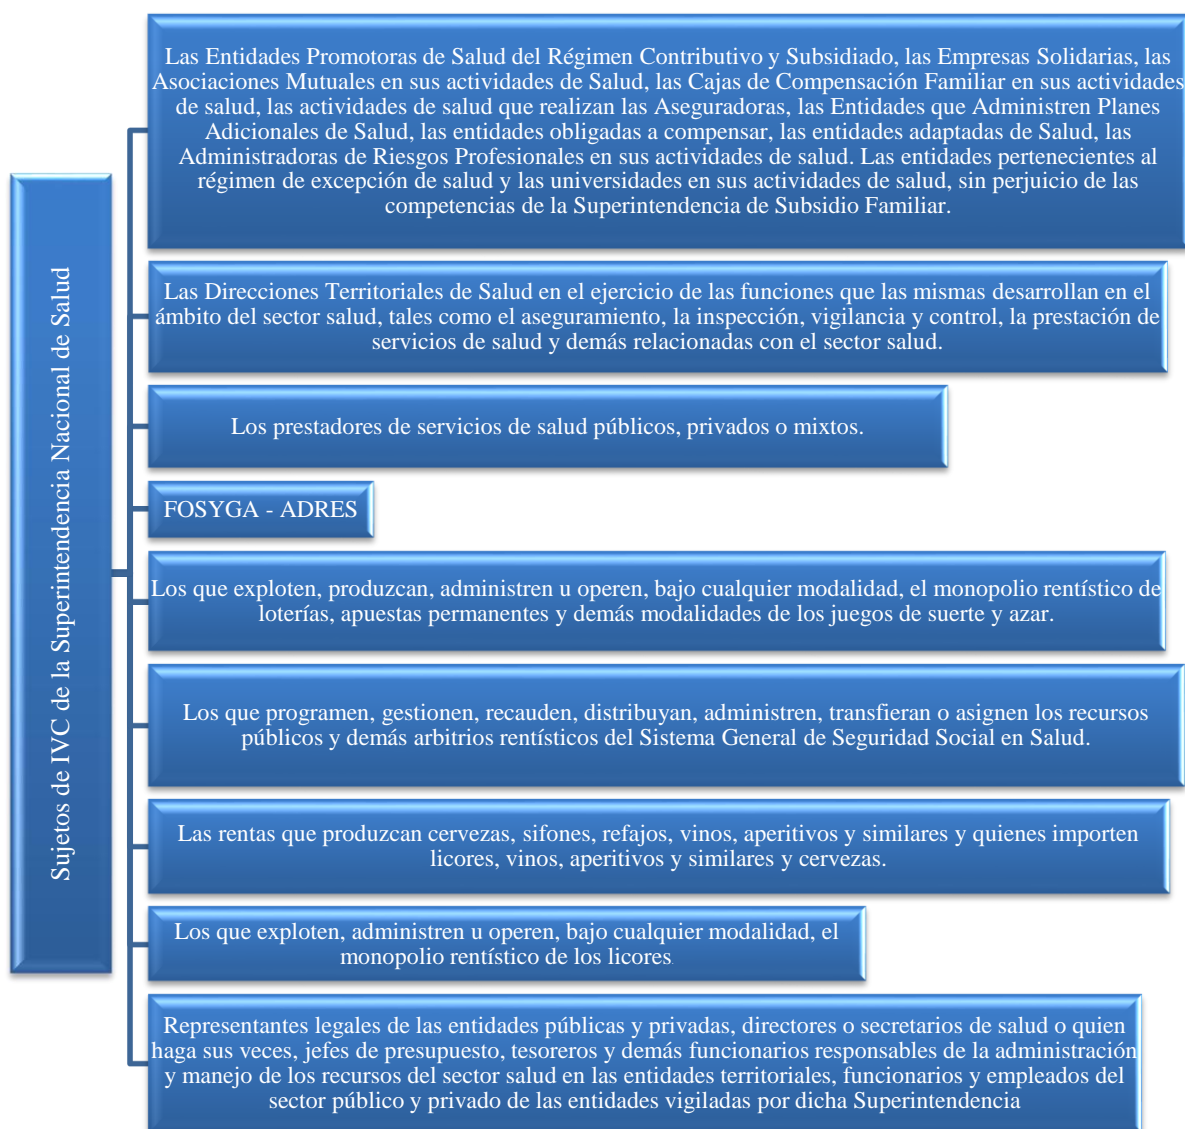 Sujetos de IVC de la Superintendencia Nacional de Salud
Las Entidades Promotoras de Salud del Régimen Contributivo y Subsidiado, las Empresas Solidarias, las
Asociaciones Mutuales en sus actividades de Salud, las Cajas de Compensación Familiar en sus actividades
de salud, las actividades de salud que realizan las Aseguradoras, las Entidades que Administren Planes
Adicionales de Salud, las entidades obligadas a compensar, las entidades adaptadas de Salud, las
Administradoras de Riesgos Profesionales en sus actividades de salud. Las entidades pertenecientes al
régimen de excepción de salud y las universidades en sus actividades de salud, sin perjuicio de las
competencias de la Superintendencia de Subsidio Familiar.
Las Direcciones Territoriales de Salud en el ejercicio de las funciones que las mismas desarrollan en el
ámbito del sector salud, tales como el aseguramiento, la inspección, vigilancia y control, la prestación de
servicios de salud y demás relacionadas con el sector salud.
Los prestadores de servicios de salud públicos, privados o mixtos.
FOSYGA - ADRES
Los que exploten, produzcan, administren u operen, bajo cualquier modalidad, el monopolio rentístico de
loterías, apuestas permanentes y demás modalidades de los juegos de suerte y azar.
Los que programen, gestionen, recauden, distribuyan, administren, transfieran o asignen los recursos
públicos y demás arbitrios rentísticos del Sistema General de Seguridad Social en Salud.
Las rentas que produzcan cervezas, sifones, refajos, vinos, aperitivos y similares y quienes importen
licores, vinos, aperitivos y similares y cervezas.
Los que exploten, administren u operen, bajo cualquier modalidad, el
monopolio rentístico de los licores.
Representantes legales de las entidades públicas y privadas, directores o secretarios de salud o quien
haga sus veces, jefes de presupuesto, tesoreros y demás funcionarios responsables de la administración
y manejo de los recursos del sector salud en las entidades territoriales, funcionarios y empleados del
sector público y privado de las entidades vigiladas por dicha Superintendencia